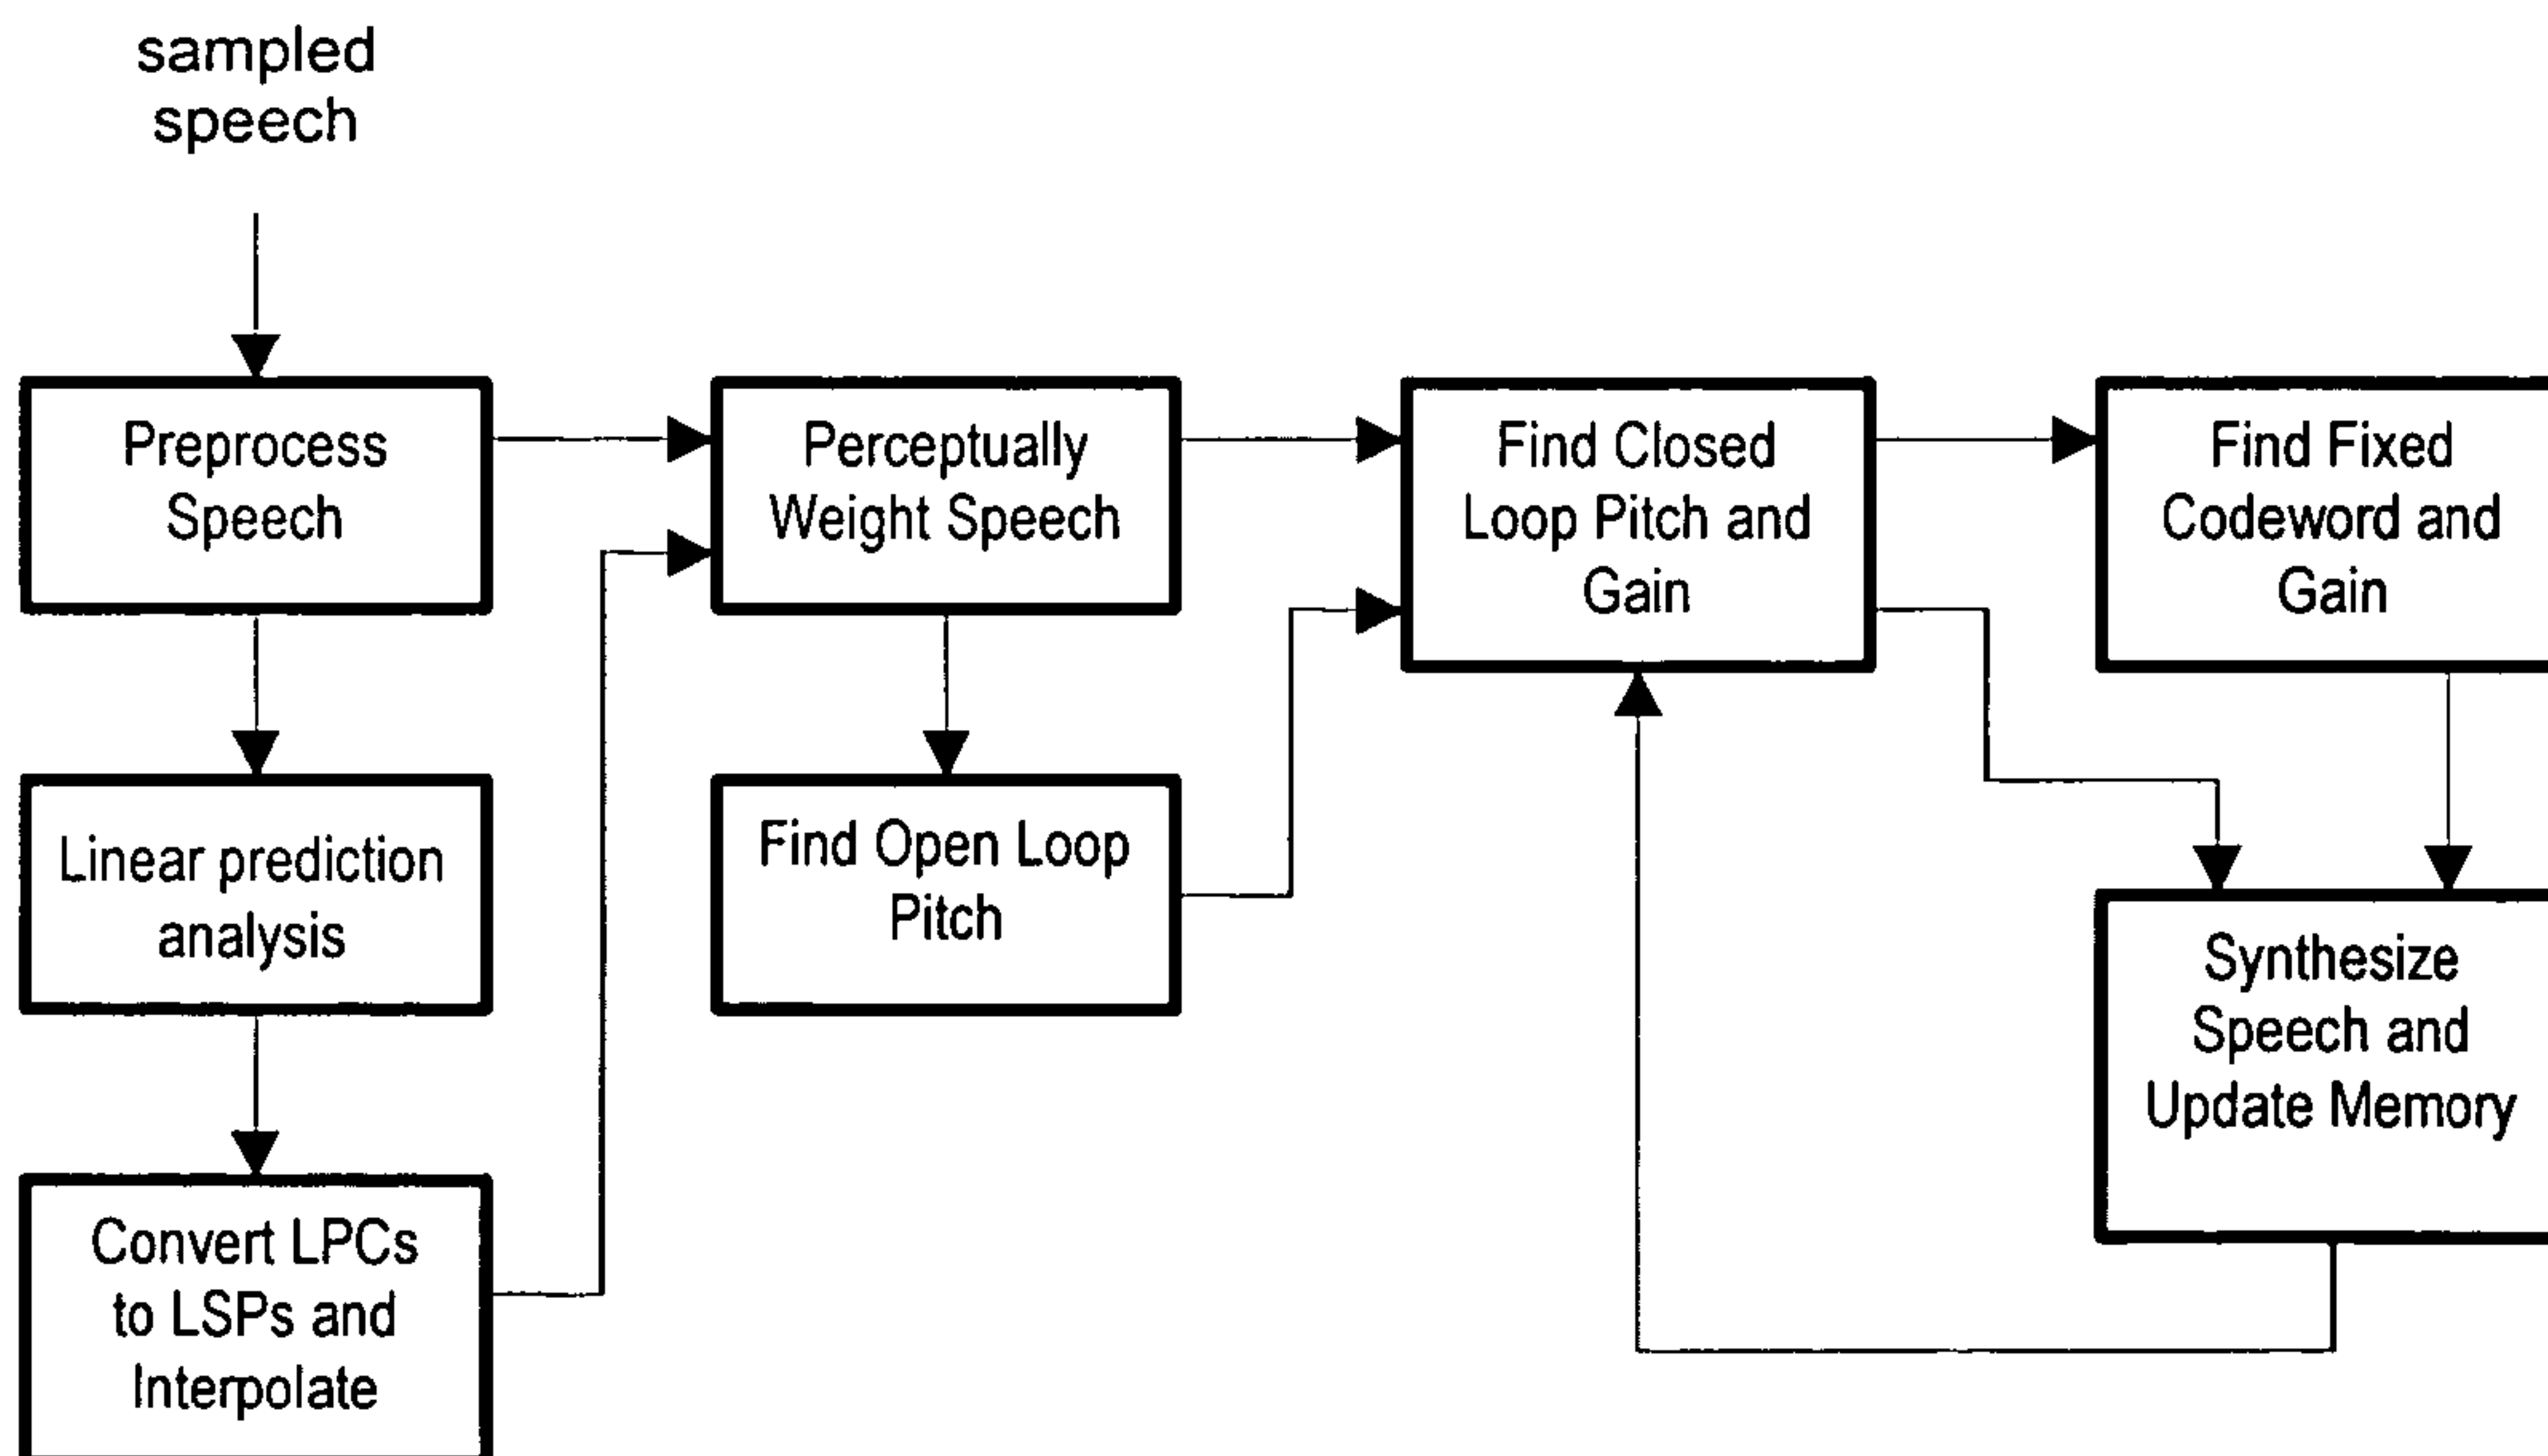 sampled
speech
Preprocess
Speech
Perceptually
Weight Speech
Find Closed
Loop Pitch and
Gain
Find Fixed
Codeword and
Gain
Linear prediction
analysis
Find Open Loop
Pitch
Synthesize
Speech and
Update Memory
Convert LPCs
to LSPs and
Interpolate